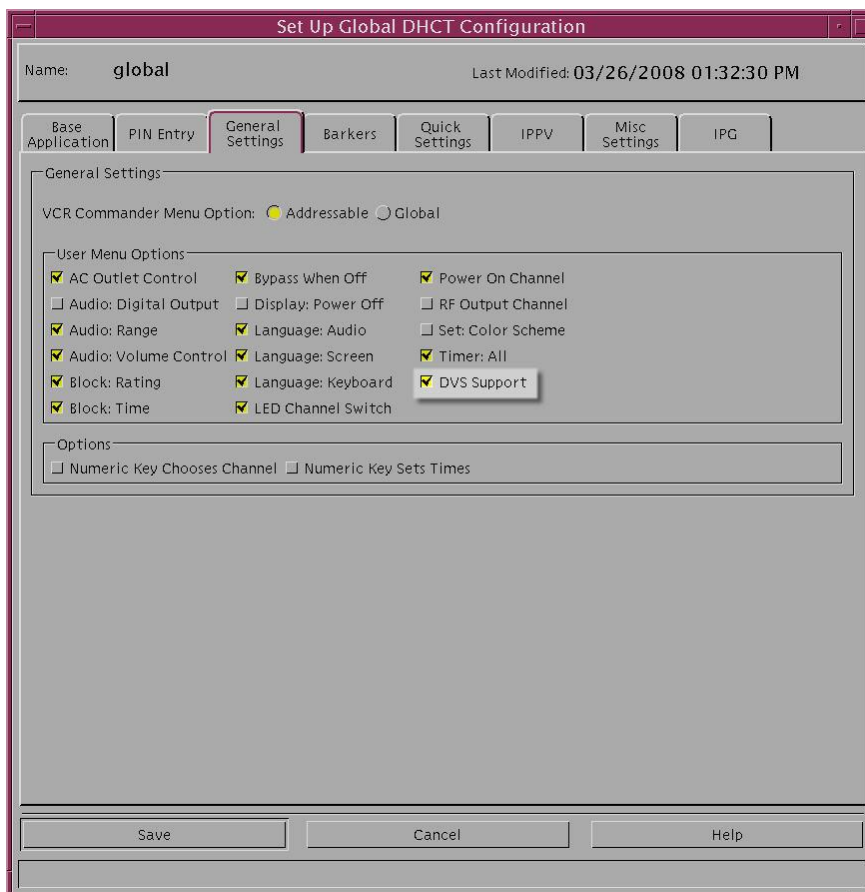 Set Up Global DHCT Configuration
Name: global Last Modified: 03/26/2008 01:32:30 PM
Base Application PIN Entry General Settings Barkers Quick Settings IPPV Misc Settings IPG
General Settings
VCR Commander Menu Option: Addressable Global
User Menu Options
AC Outlet Control Bypass When Off Power On Channel
Audio: Digital Output Display: Power Off RF Output Channel
Audio: Range Language: Audio Set: Color Scheme
Audio: Volume Control Language: Screen Timer: All
Block: Rating Language: Keyboard DVS Support
Block: Time LED Channel Switch
Options
Numeric Key Chooses Channel Numeric Key Sets Times
Save Cancel Help